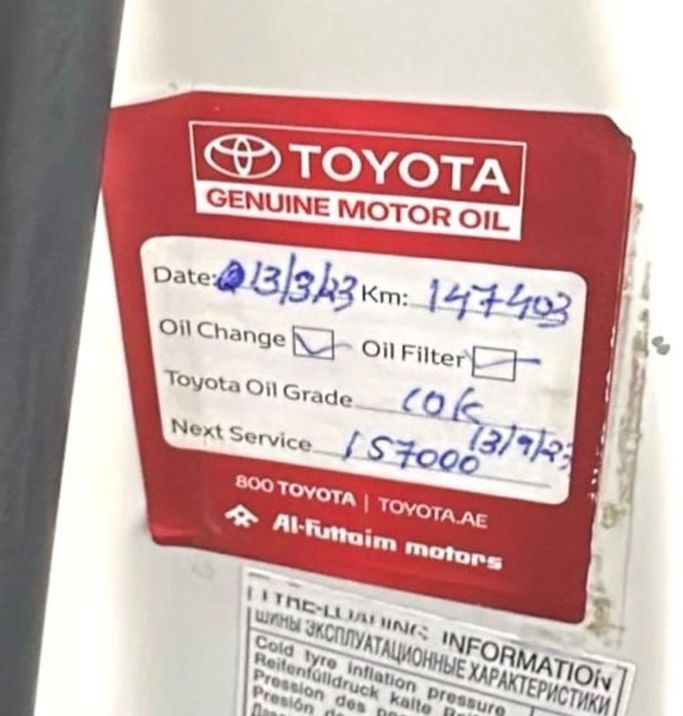 TOYOTA
GENUINE MOTOR OIL
Date: 13/3/23 Km: 147403
Oil Change Oil Filter
Toyota Oil Grade 10k
13/9/23
Next Service 157000
800 TOYOTA | TOYOTA.AE
Al-Futtaim motors
INFORMATION
ШИНЫ ЭКСПЛУАТАЦИОННЫЕ ХАРАКТЕРИСТИКИ
Cold tyre inflation pressure
Reifenfülldruck kalte
Pression des
Presión